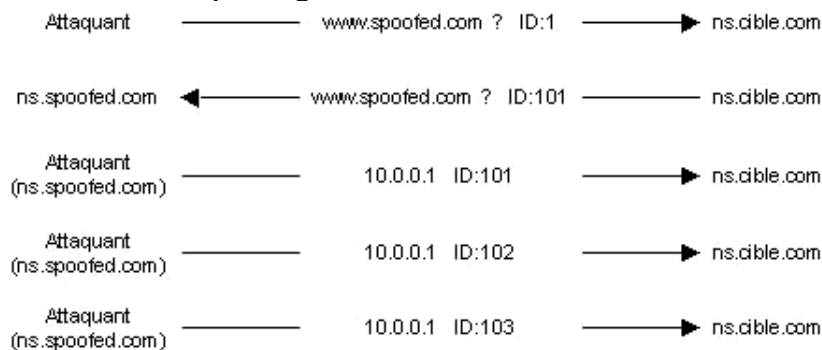 Attaquant www.spoofed.com ? ID:1 ns.cible.com
ns.spoofed.com www.spoofed.com ? ID:101 ns.cible.com
Attaquant
(ns.spoofed.com) 10.0.0.1 ID:101 ns.cible.com
Attaquant
(ns.spoofed.com) 10.0.0.1 ID:102 ns.cible.com
Attaquant
(ns.spoofed.com) 10.0.0.1 ID:103 ns.cible.com